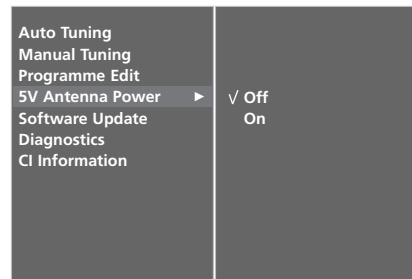 Auto Tuning
Manual Tuning
Programme Edit
5V Antenna Power ►
Software Update
Diagnostics
CI Information
√ Off
On